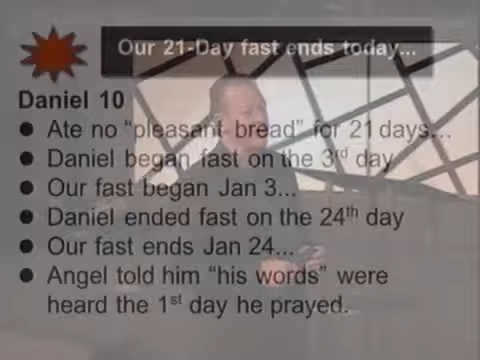 Our 21-Day fast ends today...
Daniel 10
● Ate no "pleasant bread" for 21 days...
● Daniel began fast on the 3rd day
● Our fast began Jan 3...
● Daniel ended fast on the 24th day
● Our fast ends Jan 24...
● Angel told him "his words" were
heard the 1st day he prayed.